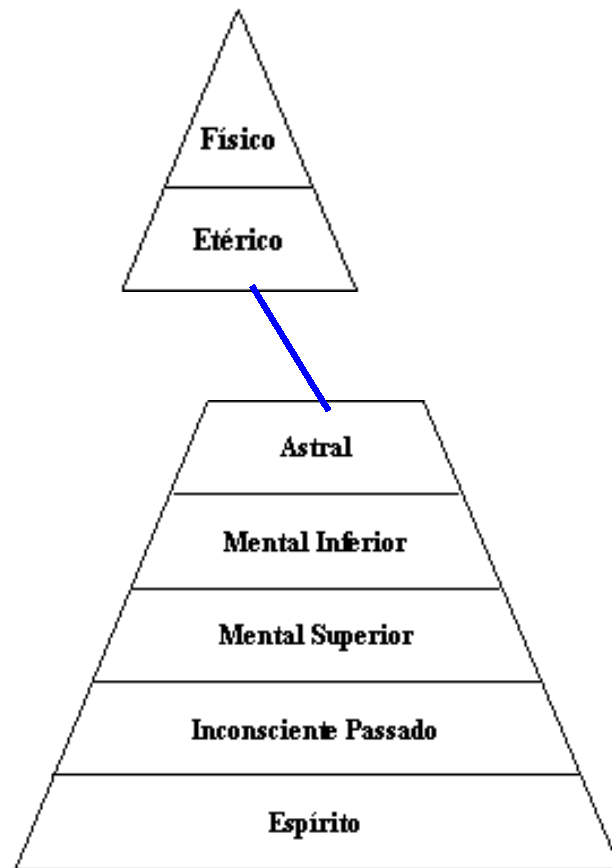 Físico
Etérico
Astral
Mental Inferior
Mental Superior
Inconsciente Passado
Espírito